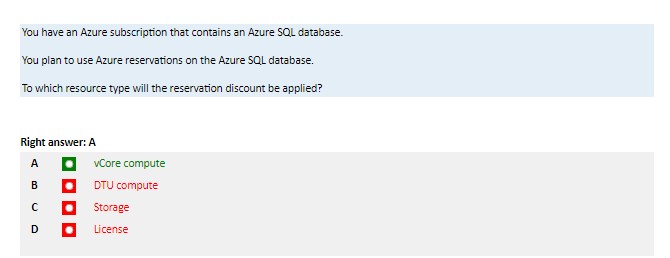 You have an Azure subscription that contains an Azure SQL database.
You plan to use Azure reservations on the Azure SQL database.
To which resource type will the reservation discount be applied?
Right answer: A
A vCore compute
B DTU compute
C Storage
D License